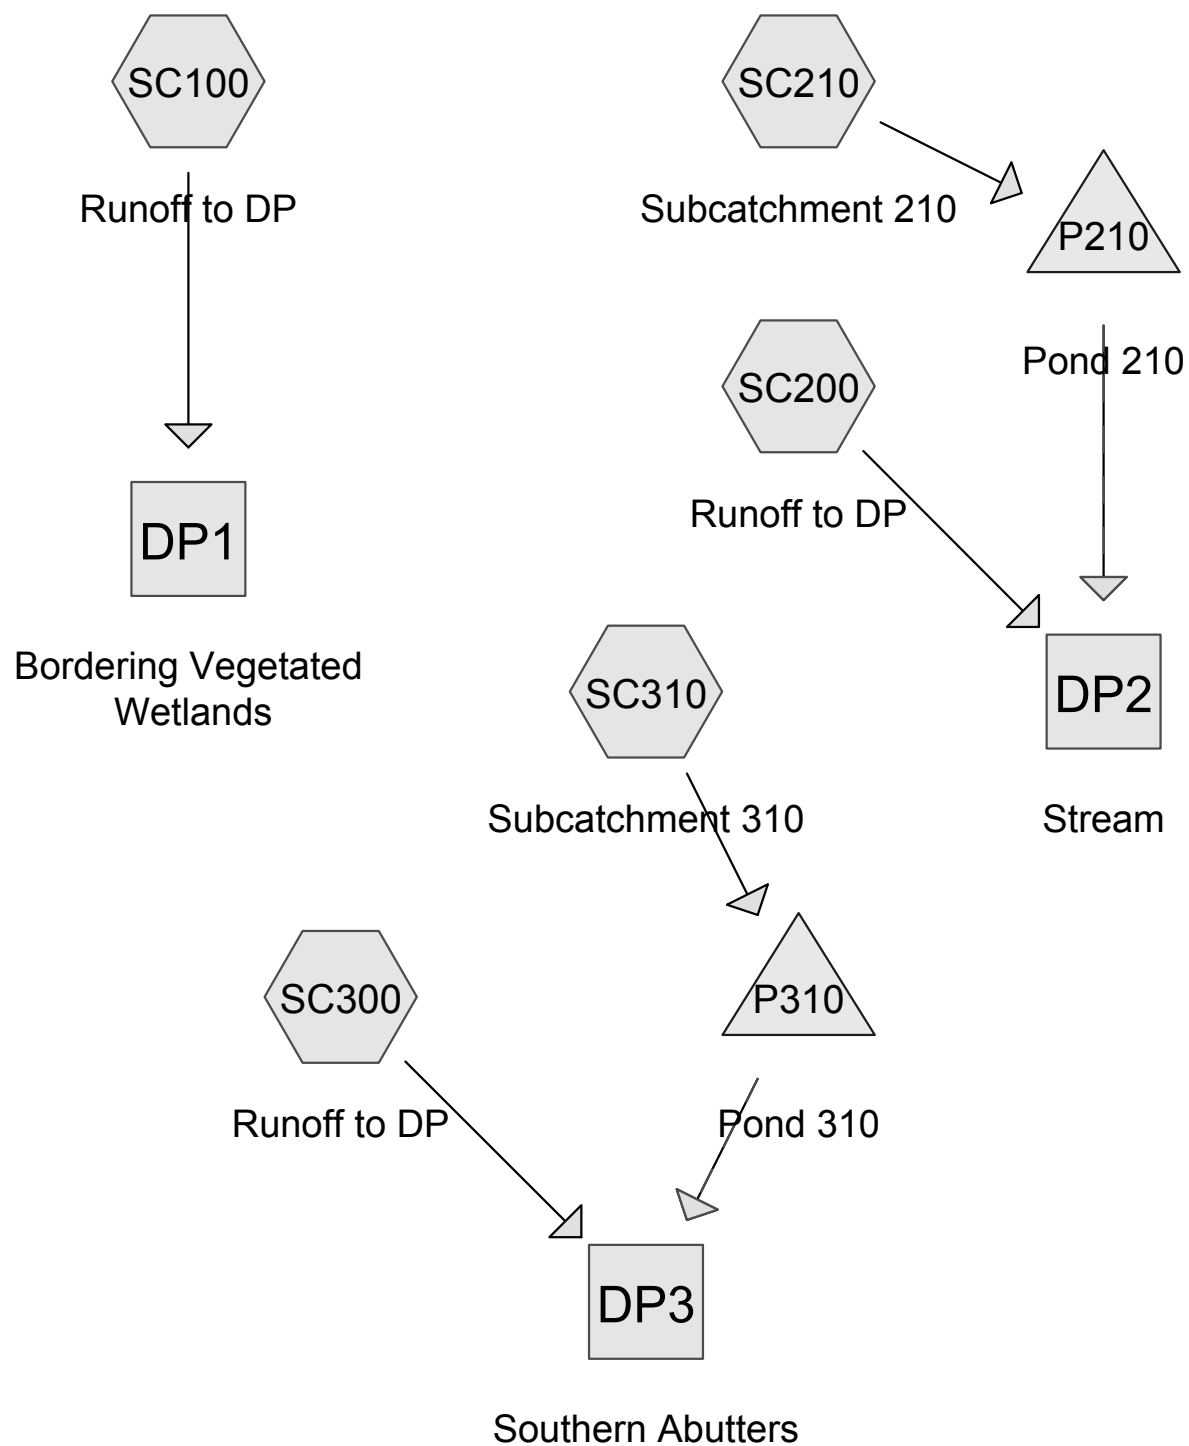 SC100
Runoff to DP
DP1
Bordering Vegetated
Wetlands
SC210
Subcatchment 210
P210
Pond 210
SC200
Runoff to DP
DP2
Stream
SC310
Subcatchment 310
P310
Pond 310
SC300
Runoff to DP
DP3
Southern Abutters